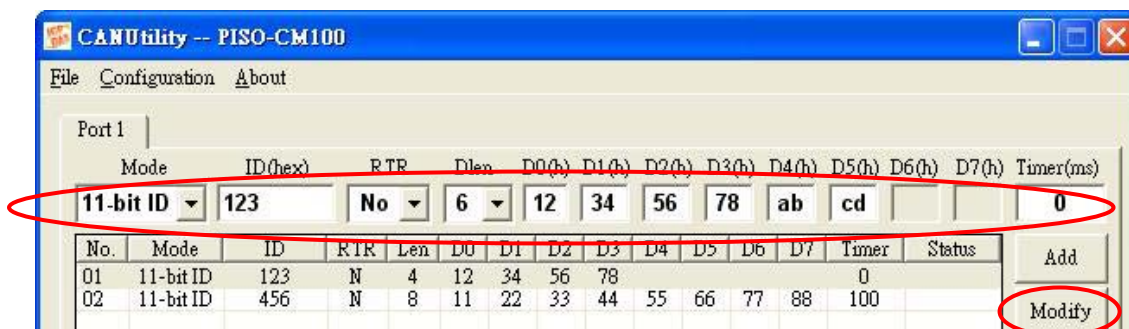 CANUtility -- PISO-CM100
File Configuration About
Port 1
Mode ID(hex) RTR Dlen D0(h) D1(h) D2(h) D3(h) D4(h) D5(h) D6(h) D7(h) Timer(ms)
11-bit ID 123 No 6 12 34 56 78 ab cd 0
No. Mode ID RTR Len D0 D1 D2 D3 D4 D5 D6 D7 Timer Status
Add
01 11-bit ID 123 N 4 12 34 56 78 0
02 11-bit ID 456 N 8 11 22 33 44 55 66 77 88 100
Modify